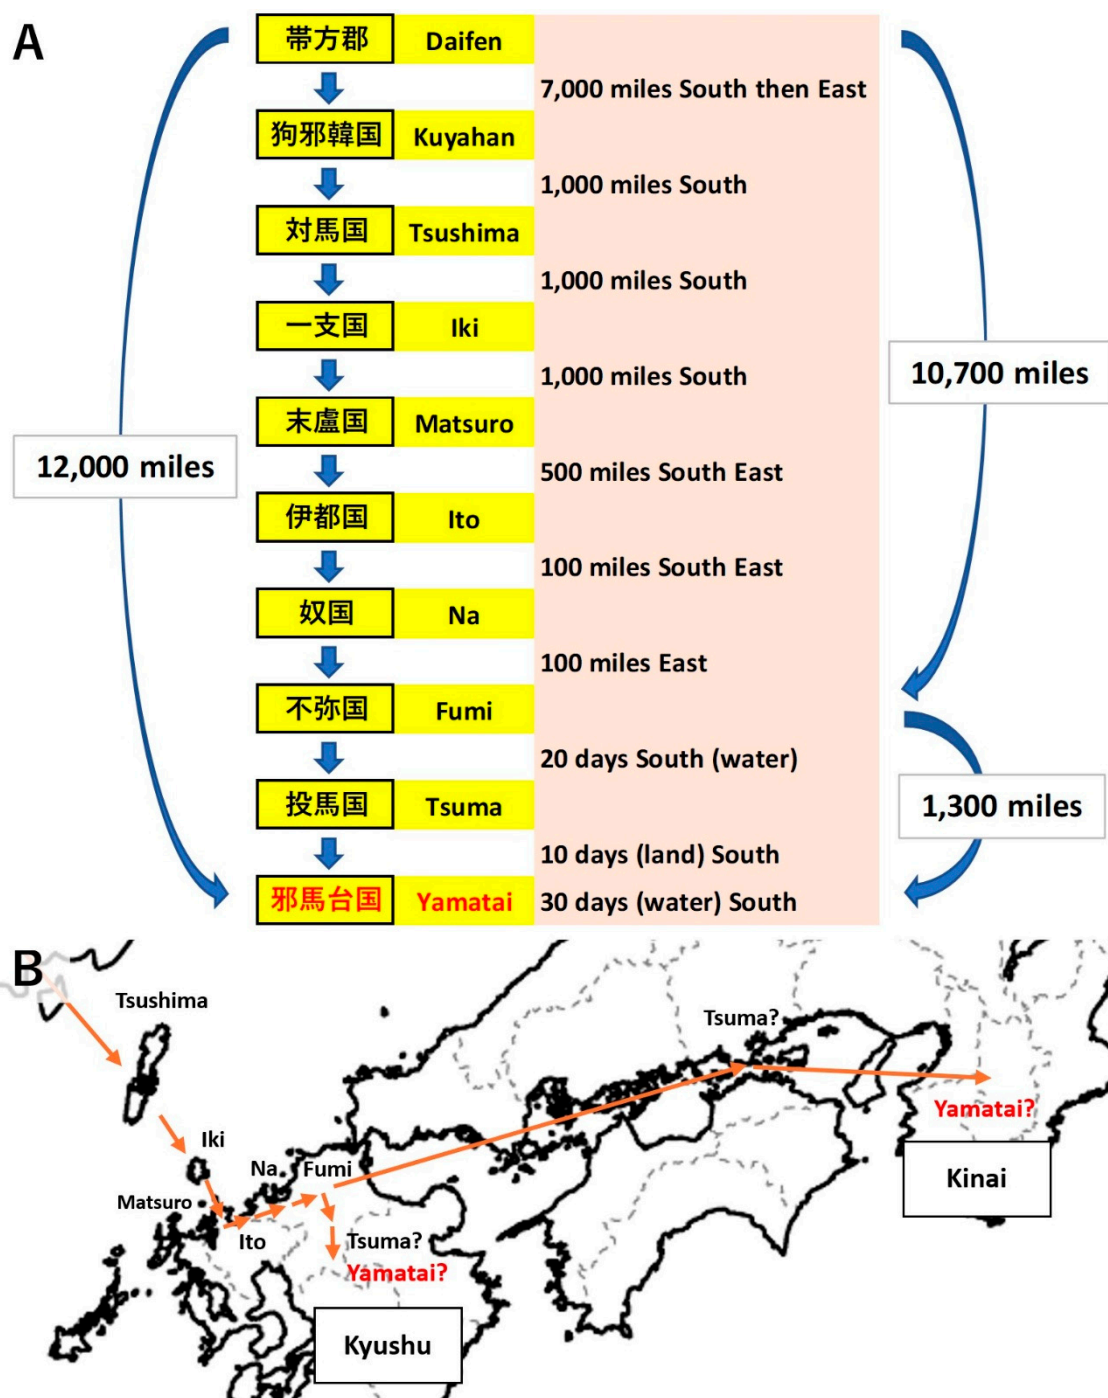 A
帯方郡 Daifen
7,000 miles South then East
狗邪韓国 Kuyahan
1,000 miles South
対馬国 Tsushima
1,000 miles South
一支国 Iki
1,000 miles South
末盧国 Matsuro
500 miles South East
伊都国 Ito
100 miles South East
奴国 Na
100 miles East
不弥国 Fumi
20 days South (water)
投馬国 Tsuma
10 days (land) South
邪馬台国 Yamatai
30 days (water) South
12,000 miles
10,700 miles
1,300 miles
B
Tsushima
Iki
Matsuro
Ito
Na
Fumi
Tsuma?
Yamatai?
Kyushu
Tsuma?
Yamatai?
Kinai